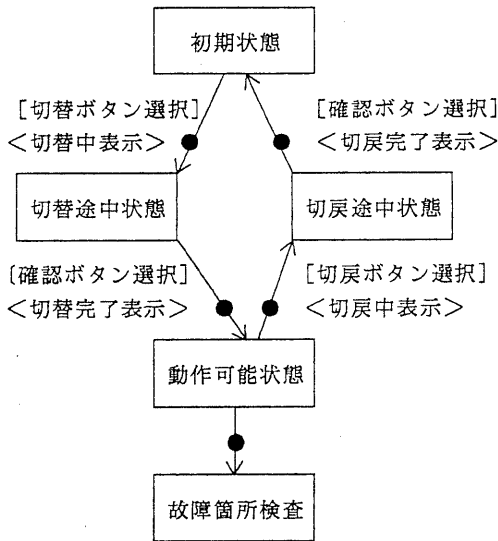 初期状態
[切替ボタン選択]
[確認ボタン選択]
＜切替中表示＞
＜切戻完了表示＞
切替途中状態
切戻途中状態
[確認ボタン選択]
[切戻ボタン選択]
＜切替完了表示＞
＜切戻中表示＞
動作可能状態
故障箇所検査